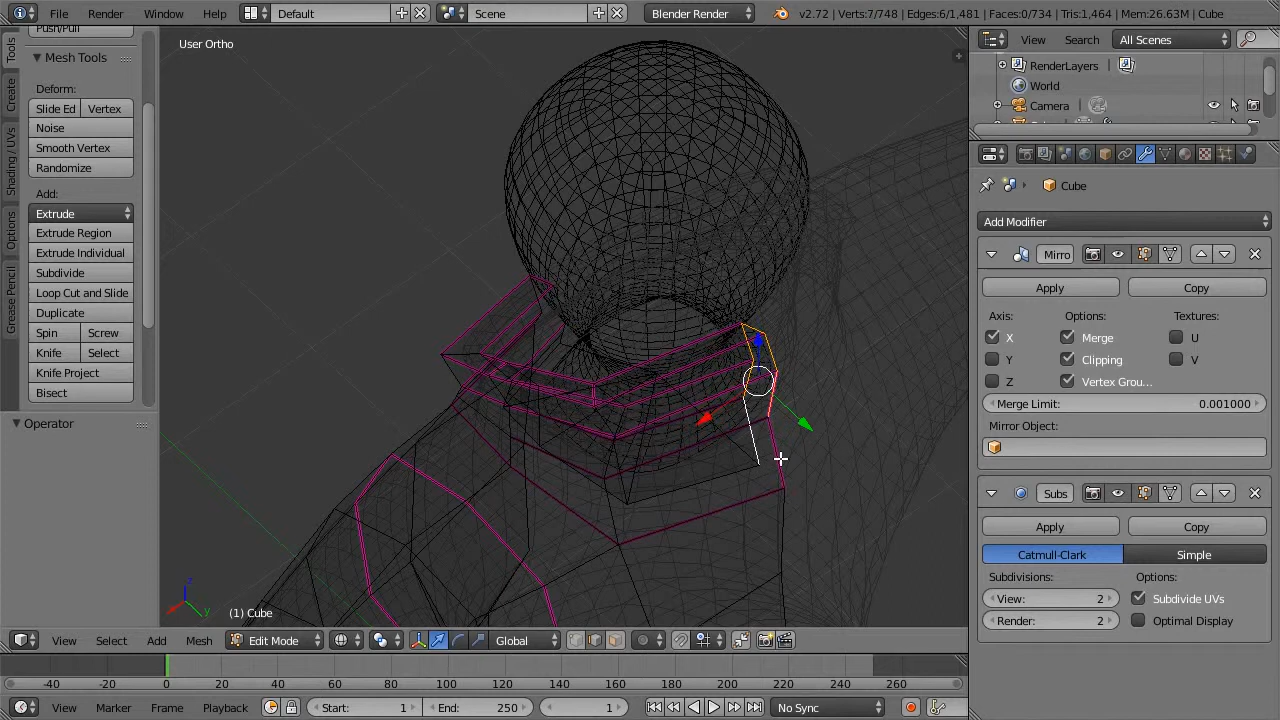 File Render Window Help Default Scene Blender Render v2.72 | Verts:7/748 | Edges:6/1,481 | Faces:0/734 | Tris:1,464 | Mem:26.63M | Cube
Push/Pull
Mesh Tools
Deform:
Slide Ed Vertex
Noise
Smooth Vertex
Randomize
Add:
Extrude
Extrude Region
Extrude Individual
Subdivide
Loop Cut and Slide
Duplicate
Spin Screw
Knife Select
Knife Project
Bisect
Operator
Tools
Create
Shading / UVs
Options
Grease Pencil
User Ortho
z
y
(1) Cube
View Select Add Mesh Edit Mode Global
-40 -20 0 20 40 60 80 100 120 140 160 180 200 220 240 260
View Marker Frame Playback Start: 1 End: 250 1 No Sync
View Search All Scenes
RenderLayers
World
Camera
Cube
Add Modifier
Mirro
Apply Copy
Axis: Options: Textures:
X Merge U
Y Clipping V
Z Vertex Grou...
Merge Limit: 0.001000
Mirror Object:
Subs
Apply Copy
Catmull-Clark Simple
Subdivisions: Options:
View: 2 Subdivide UVs
Render: 2 Optimal Display